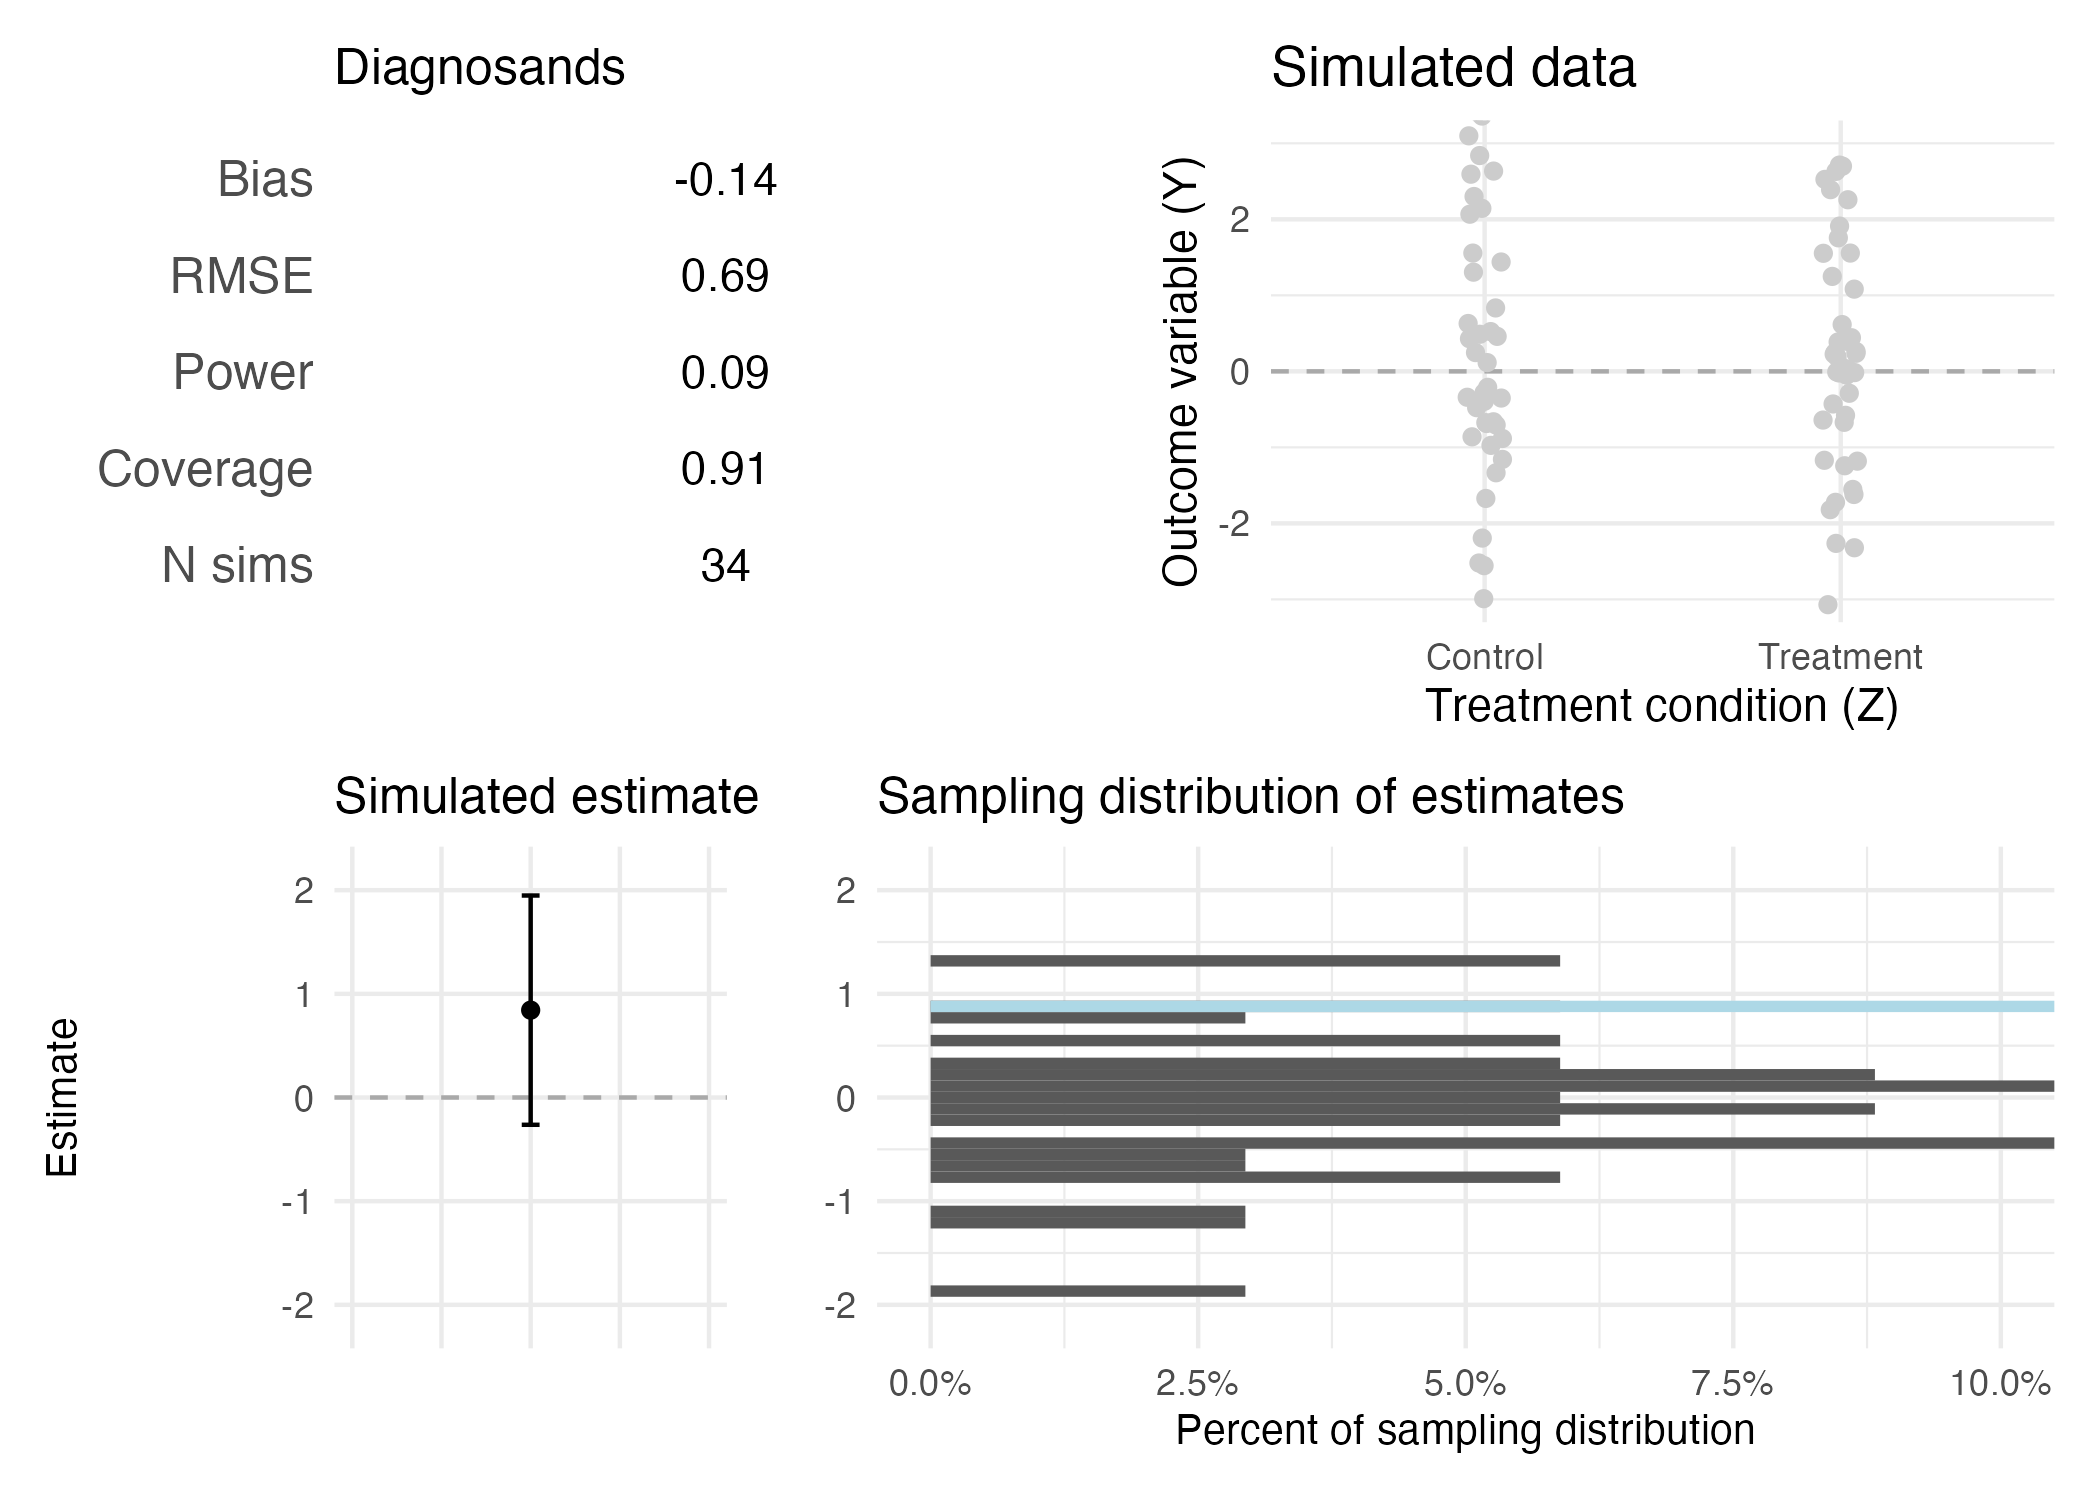 Diagnosands
Bias -0.14
RMSE 0.69
Power 0.09
Coverage 0.91
N sims 34
Simulated data
Outcome variable (Y)
2
0
-2
Control Treatment
Treatment condition (Z)
Simulated estimate
Estimate
2
1
0
-1
-2
Sampling distribution of estimates
2
1
0
-1
-2
0.0% 2.5% 5.0% 7.5% 10.0%
Percent of sampling distribution